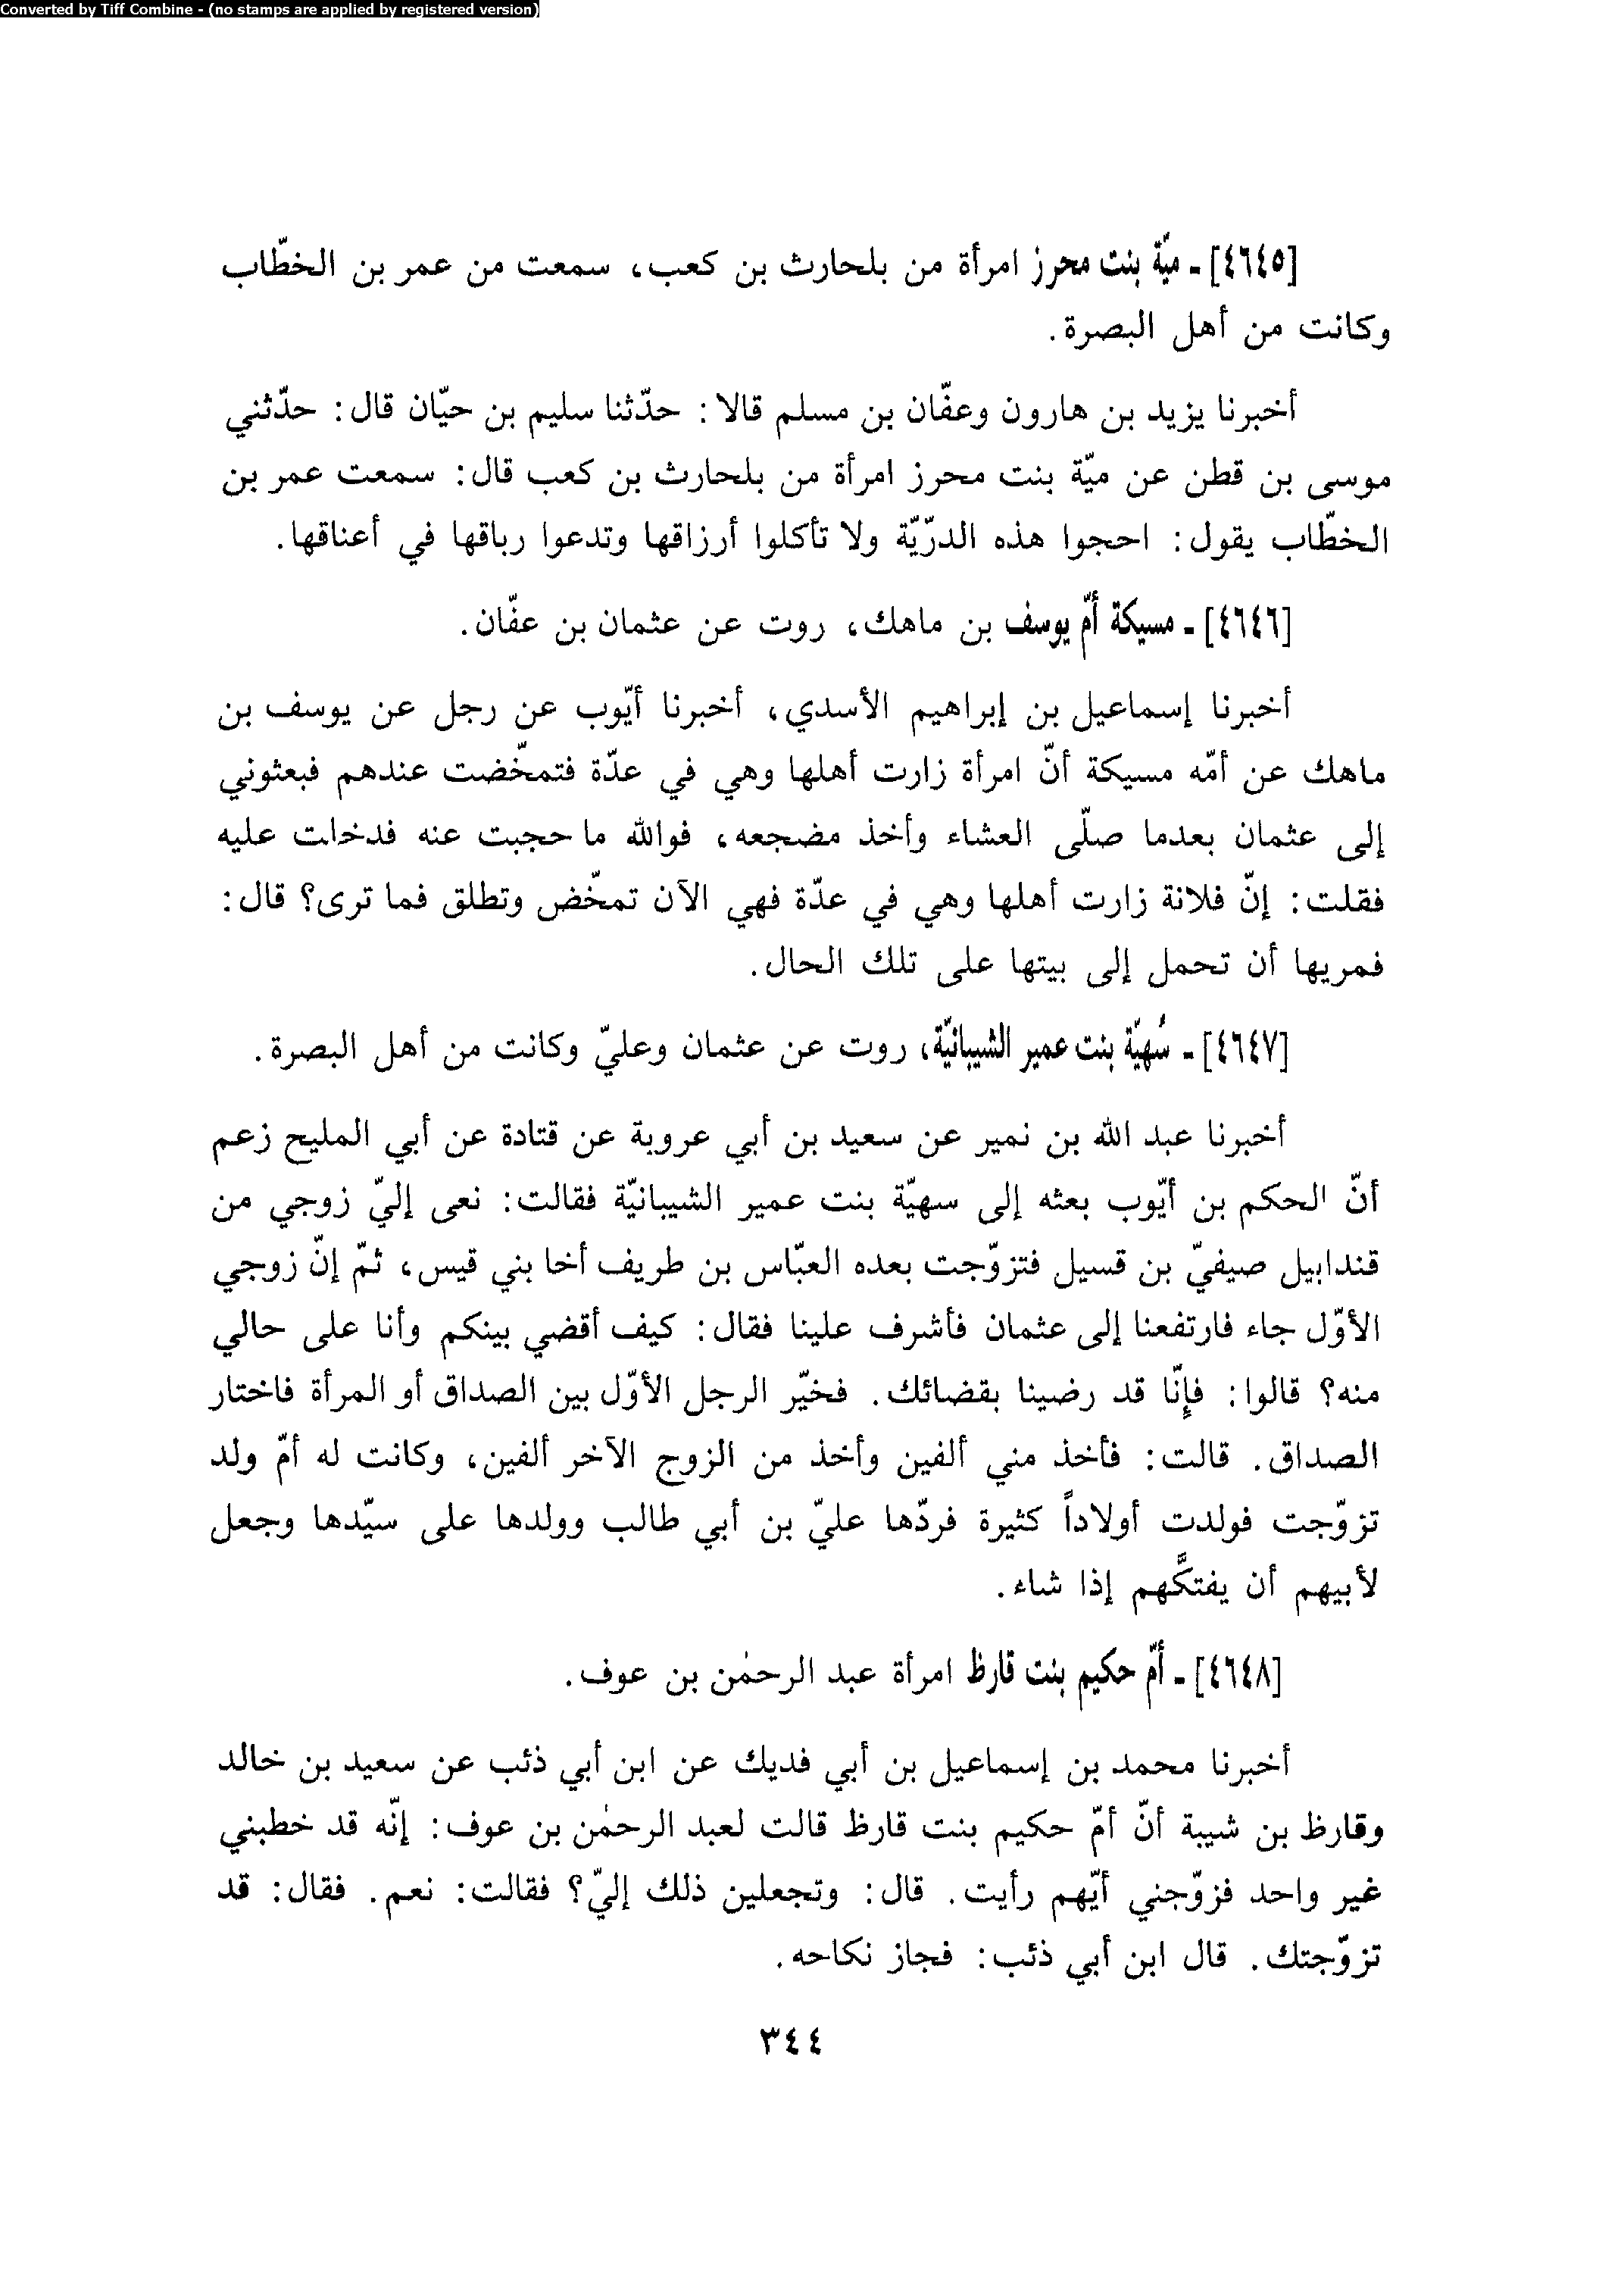 Converted by Tiff Combine - (no stamps are applied by registered version)
[٤٦٤٥] ـ ميّة بنت محرز امرأة من بلحارث بن كعب، سمعت من عمر بن الخطّاب
وكانت من أهل البصرة.
أخبرنا يزيد بن هارون وعفّان بن مسلم قالا: حدّثنا سليم بن حيّان قال: حدّثني
موسى بن قطن عن ميّة بنت محرز امرأة من بلحارث بن كعب قال: سمعت عمر بن
الخطّاب يقول: احجوا هذه الدرّيّة ولا تأكلوا أرزاقها وتدعوا رباقها في أعناقها.
[٤٦٤٦] ـ مسيكة أمّ يوسف بن ماهك، روت عن عثمان بن عفّان.
أخبرنا إسماعيل بن إبراهيم الأسدي، أخبرنا أيّوب عن رجل عن يوسف بن
ماهك عن أمّه مسيكة أنّ امرأة زارت أهلها وهي في عدّة فتمخّضت عندهم فبعثوني
إلى عثمان بعدما صلّى العشاء وأخذ مضجعه، فوالله ما حجبت عنه فدخلت عليه
فقلت: إنّ فلانة زارت أهلها وهي في عدّة فهي الآن تمخّض وتطلق فما ترى؟ قال:
فمريها أن تحمل إلى بيتها على تلك الحال.
[٤٦٤٧] ـ سُهيّة بنت عمير الشيبانيّة، روت عن عثمان وعليّ وكانت من أهل البصرة.
أخبرنا عبد الله بن نمير عن سعيد بن أبي عروبة عن قتادة عن أبي المليح زعم
أنّ الحكم بن أيّوب بعثه إلى سهيّة بنت عمير الشيبانيّة فقالت: نعى إليّ زوجي من
قندابيل صيفيّ بن قسيل فتزوّجت بعده العبّاس بن طريف أخا بني قيس، ثمّ إنّ زوجي
الأوّل جاء فارتفعنا إلى عثمان فأشرف علينا فقال: كيف أقضي بينكم وأنا على حالي
منه؟ قالوا: فإنّا قد رضينا بقضائك. فخيّر الرجل الأوّل بين الصداق أو المرأة فاختار
الصداق. قالت: فأخذ مني ألفين وأخذ من الزوج الآخر ألفين، وكانت له أمّ ولد
تزوّجت فولدت أولاداً كثيرة فردّها عليّ بن أبي طالب وولدها على سيّدها وجعل
لأبيهم أن يفتكّهم إذا شاء.
[٤٦٤٨] ـ أمّ حكيم بنت قارظ امرأة عبد الرحمٰن بن عوف.
أخبرنا محمد بن إسماعيل بن أبي فديك عن ابن أبي ذئب عن سعيد بن خالد
وقارظ بن شيبة أنّ أمّ حكيم بنت قارظ قالت لعبد الرحمٰن بن عوف: إنّه قد خطبني
غير واحد فزوّجني أيّهم رأيت. قال: وتجعلين ذلك إليّ؟ فقالت: نعم. فقال: قد
تزوّجتك. قال ابن أبي ذئب: فجاز نكاحه.
٣٤٤